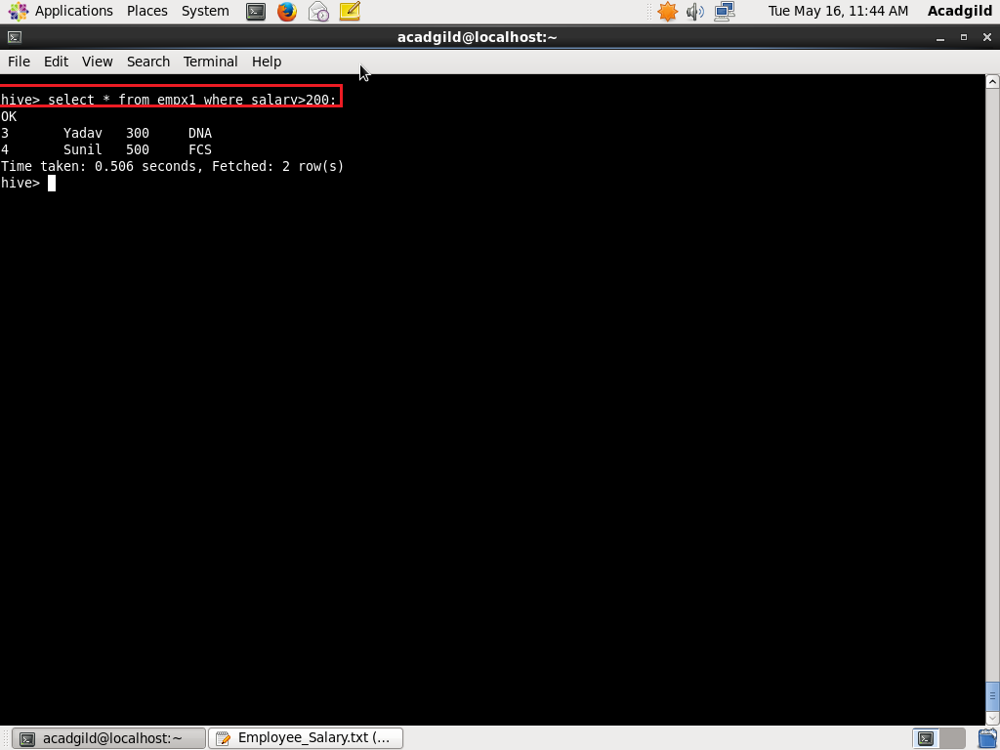 Applications Places System Tue May 16, 11:44 AM Acadgild
acadgild@localhost:~
File Edit View Search Terminal Help
hive> select * from empx1 where salary>200;
OK
3 Yadav 300 DNA
4 Sunil 500 FCS
Time taken: 0.506 seconds, Fetched: 2 row(s)
hive>
acadgild@localhost:~ Employee_Salary.txt (...